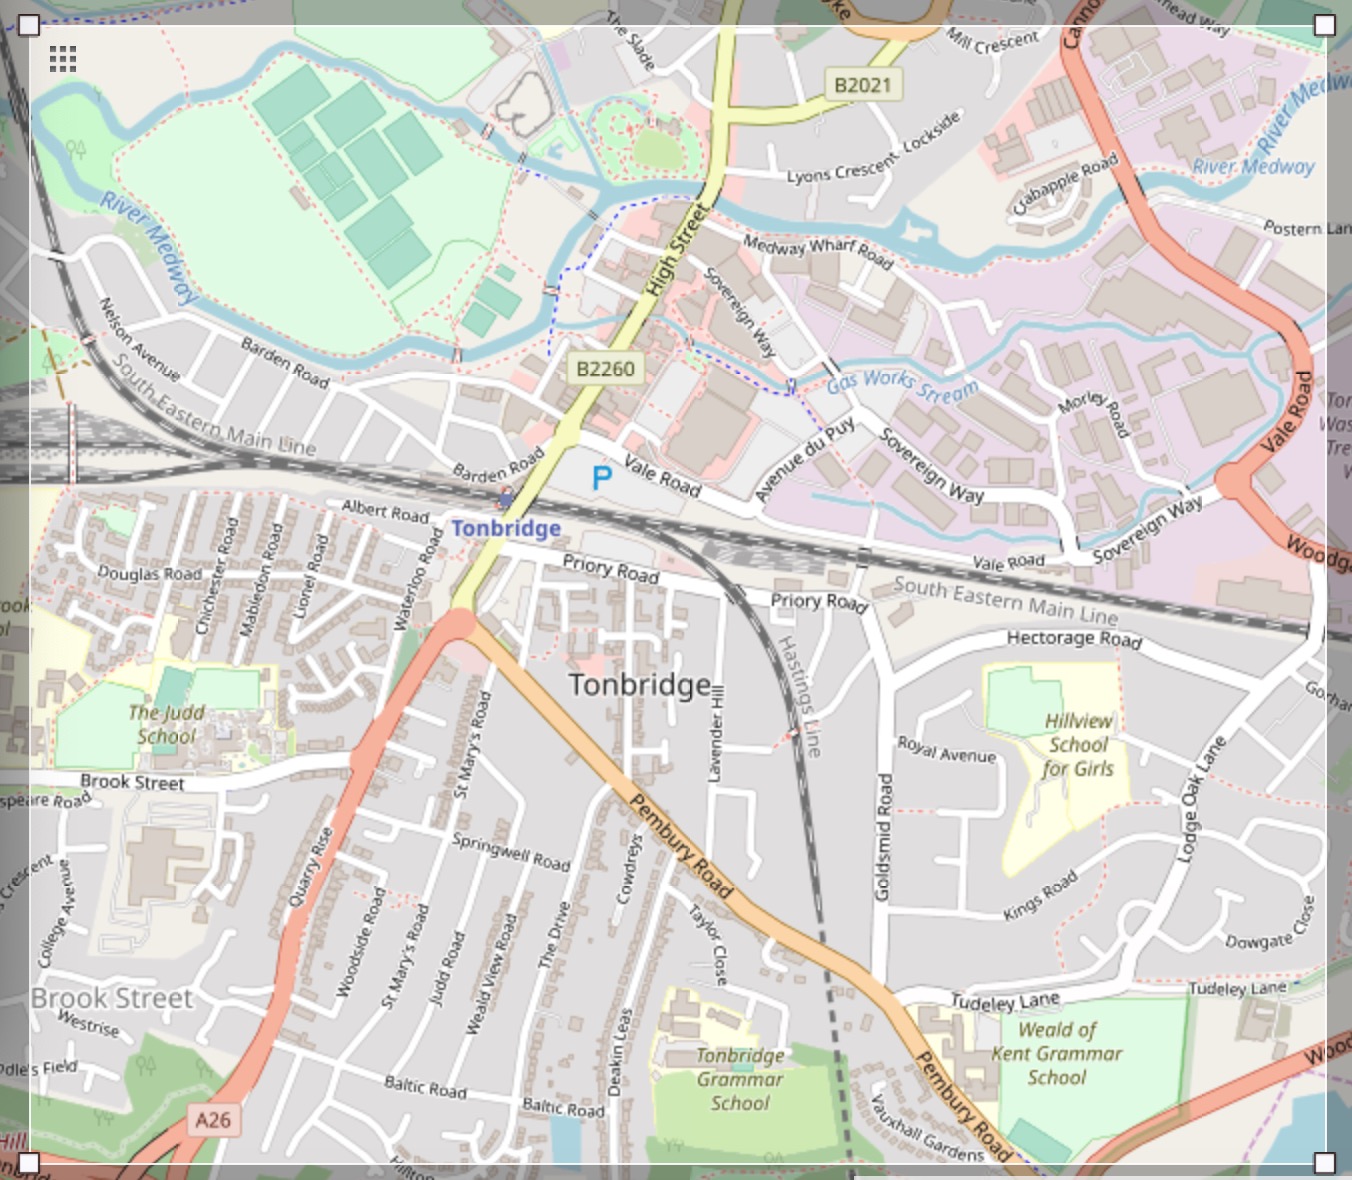 The Slade
Mill Crescent
B2021
Lyons Crescent
Lockside
Crabapple Road
River Medway
River Medway
Postern Lan
River Medway
High Street
Medway Wharf Road
Sovereign Way
Nelson Avenue
Barden Road
South Eastern Main Line
B2260
Gas Works Stream
Morley Road
Vale Road
Avenue du Puy
Sovereign Way
Barden Road
P
Vale Road
Albert Road
Tonbridge
Sovereign Way
Vale Road
Woodga
Priory Road
Priory Road
South Eastern Main Line
Douglas Road
Chichester Road
Mabledon Road
Lionel Road
Waterloo Road
Hectorage Road
Hastings Line
Tonbridge
Lavender Hill
The Judd
School
St Mary's Road
Hillview
School
for Girls
Royal Avenue
Gorha
Brook Street
speare Road
Lodge Oak Lane
Goldsmid Road
Pembury Road
Springwell Road
Quarry Rise
Cowdreys
Crescent
College Avenue
Kings Road
Dowgate Close
Woodside Road
St Mary's Road
Judd Road
Weald View Road
The Drive
Taylor Close
Brook Street
Westrise
Tudeley Lane
Tudeley Lane
Weald of
Kent Grammar
School
Tonbridge
Grammar
School
Deakin Leas
Baltic Road
Baltic Road
Pembury Road
Vauxhall Gardens
dle's Field
A26
Hill